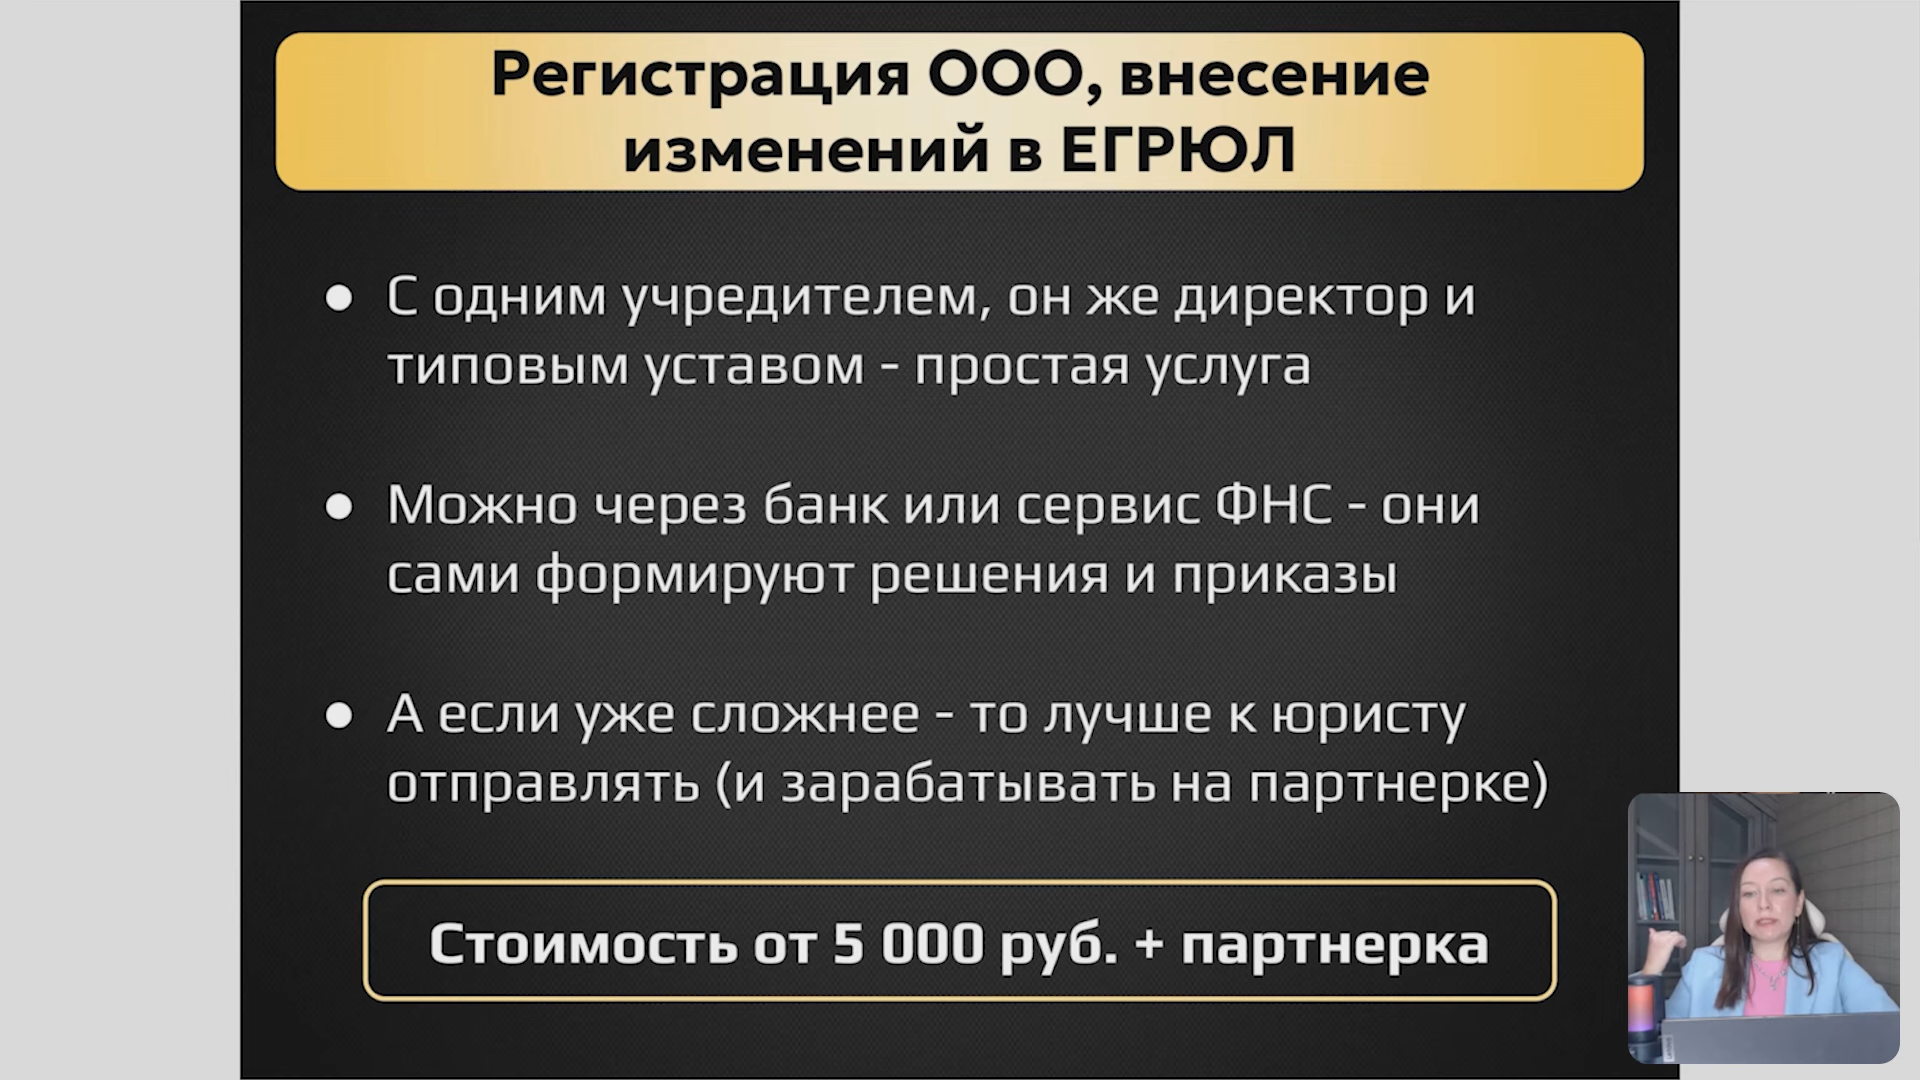 Регистрация ООО, внесение
изменений в ЕГРЮЛ
● С одним учредителем, он же директор и
типовым уставом - простая услуга
● Можно через банк или сервис ФНС - они
сами формируют решения и приказы
● А если уже сложнее - то лучше к юристу
отправлять (и зарабатывать на партнерке)
Стоимость от 5 000 руб. + партнерка